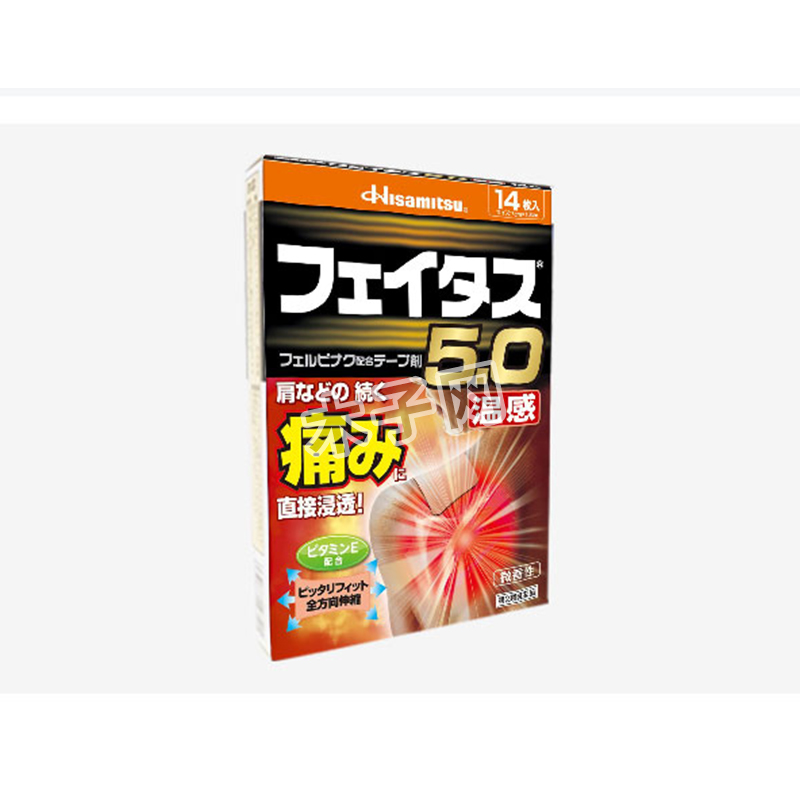 Hisamitsu®
14枚入
フェイタス®
フェルビナク配合テープ剤
5.0
温感
肩などの 続く
痛みに
直接浸透!
ビタミンE
配合
ピッタリフィット
全方向伸縮
微香性